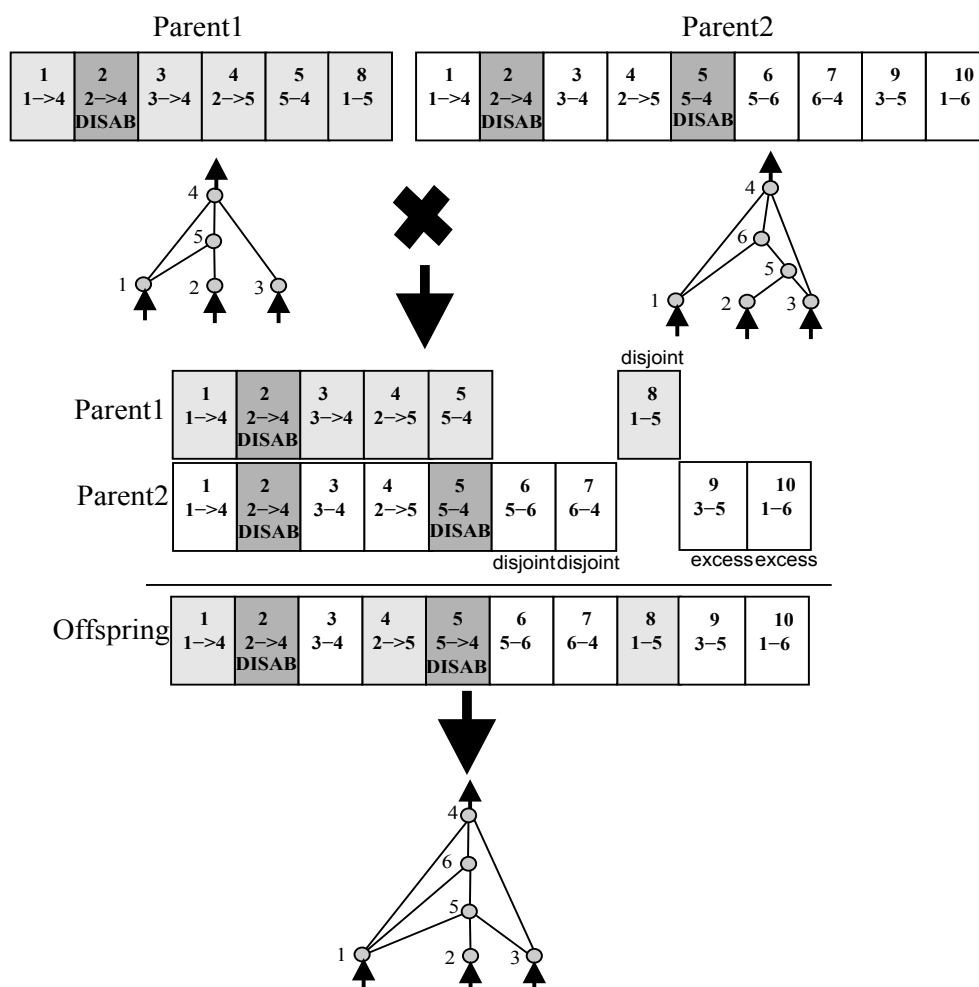 Parent1 Parent2
1 2 3 4 5 8 1 2 3 4 5 6 7 9 10
1−>4 2−>4 3−>4 2−>5 5−4 1−5 1−>4 2−>4 3−4 2−>5 5−4 5−6 6−4 3−5 1−6
DISAB DISAB DISAB
4 4
5 6
5
1 2 3 1 2 3
disjoint
Parent1 1 2 3 4 5 8
1−>4 2−>4 3−>4 2−>5 5−4 1−5
DISAB
Parent2 1 2 3 4 5 6 7 9 10
1−>4 2−>4 3−4 2−>5 5−4 5−6 6−4 3−5 1−6
DISAB DISAB
disjoint disjoint excess excess
Offspring 1 2 3 4 5 6 7 8 9 10
1−>4 2−>4 3−4 2−>5 5−>4 5−6 6−4 1−5 3−5 1−6
DISAB DISAB
4
6
5
1 2 3